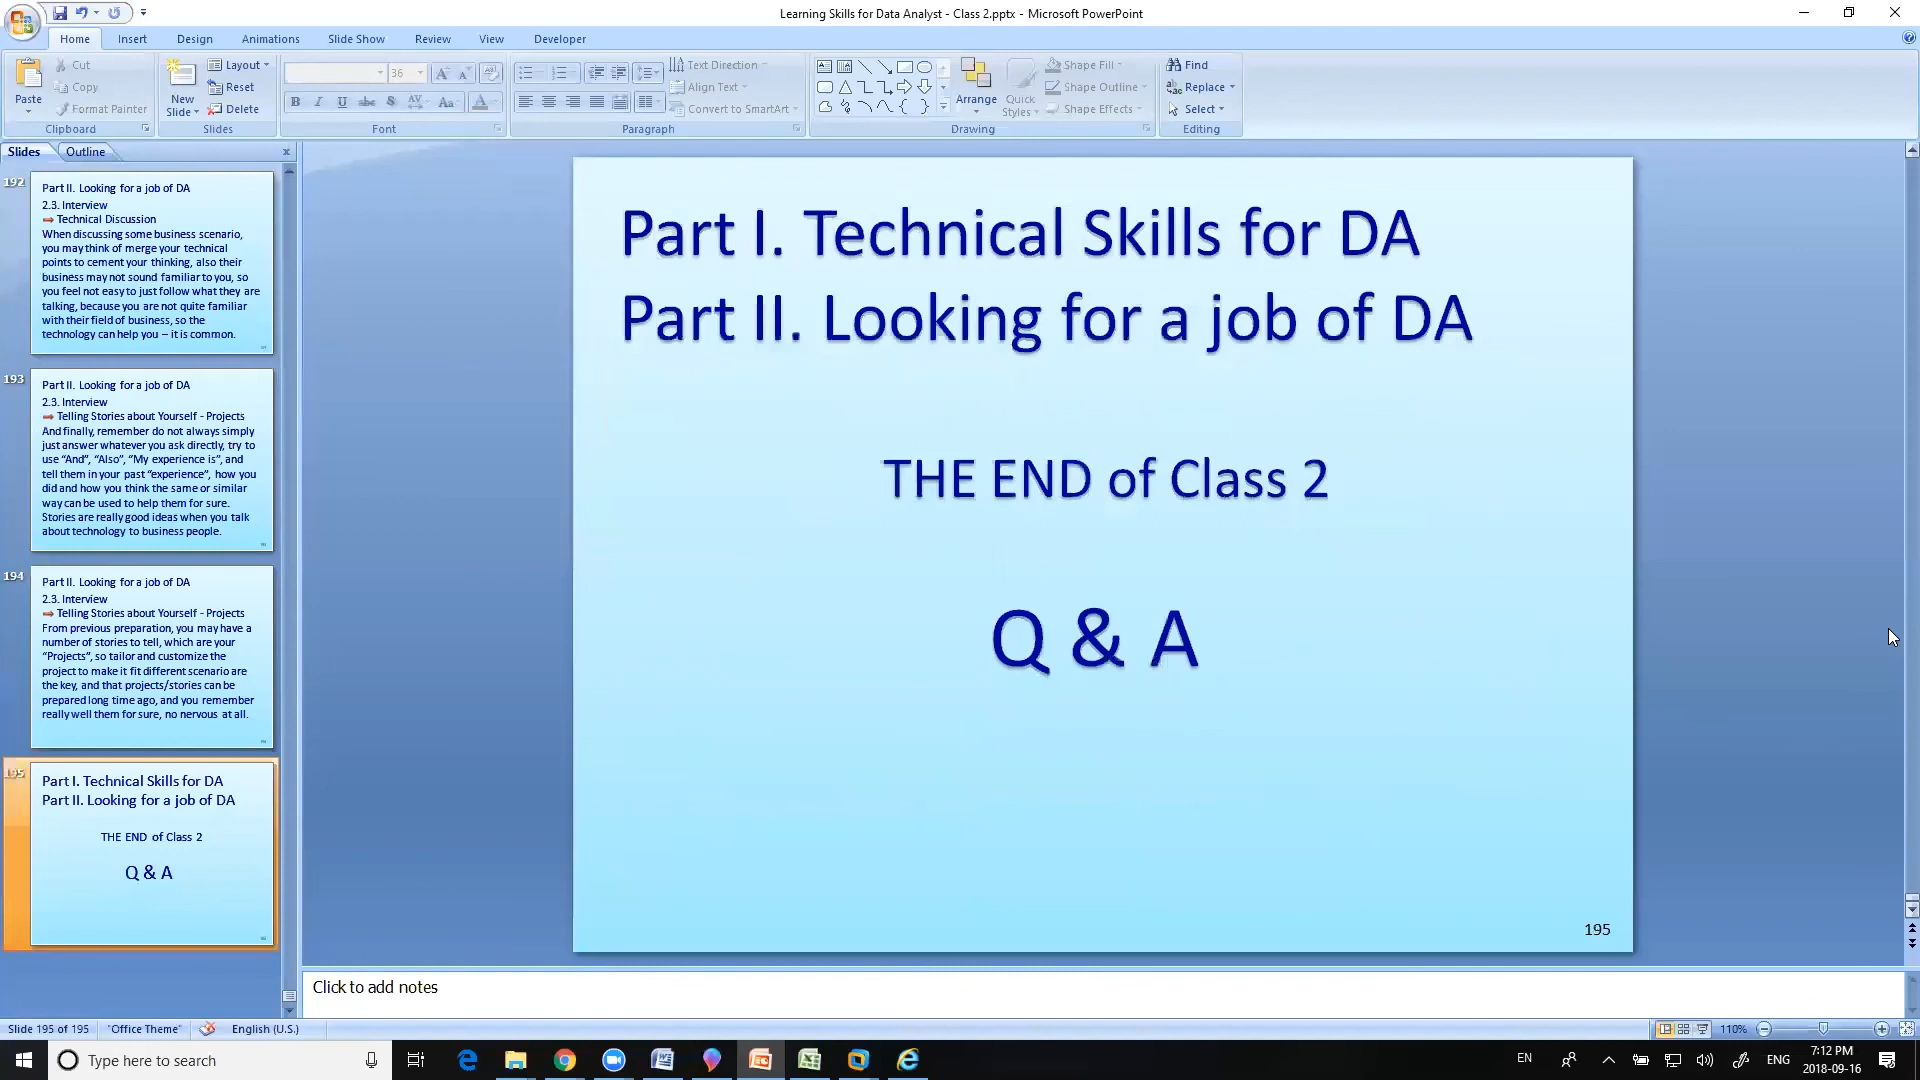 Learning Skills for Data Analyst - Class 2.pptx - Microsoft PowerPoint
Home Insert Design Animations Slide Show Review View Developer
Paste
Cut
Copy
Format Painter
Clipboard
New Slide
Layout
Reset
Delete
Slides
36
Font
Text Direction
Align Text
Convert to SmartArt
Paragraph
Arrange
Quick Styles
Shape Fill
Shape Outline
Shape Effects
Drawing
Find
Replace
Select
Editing
Slides Outline
192
Part II. Looking for a job of DA
2.3. Interview
Technical Discussion
When discussing some business scenario,
you may think of merge your technical
points to cement your thinking, also their
business may not sound familiar to you, so
you feel not easy to just follow what they are
talking, because you are not quite familiar
with their field of business, so the
technology can help you – it is common.
193
Part II. Looking for a job of DA
2.3. Interview
Telling Stories about Yourself - Projects
And finally, remember do not always simply
just answer whatever you ask directly, try to
use “And”, “Also”, “My experience is”, and
tell them in your past “experience”, how you
did and how you think the same or similar
way can be used to help them for sure.
Stories are really good ideas when you talk
about technology to business people.
194
Part II. Looking for a job of DA
2.3. Interview
Telling Stories about Yourself - Projects
From previous preparation, you may have a
number of stories to tell, which are your
“Projects”, so tailor and customize the
project to make it fit different scenario are
the key, and that projects/stories can be
prepared long time ago, and you remember
really well them for sure, no nervous at all.
195
Part I. Technical Skills for DA
Part II. Looking for a job of DA
THE END of Class 2
Q & A
Part I. Technical Skills for DA
Part II. Looking for a job of DA
THE END of Class 2
Q & A
195
Click to add notes
Slide 195 of 195 "Office Theme" English (U.S.) 110%
Type here to search
EN
ENG
7:12 PM
2018-09-16